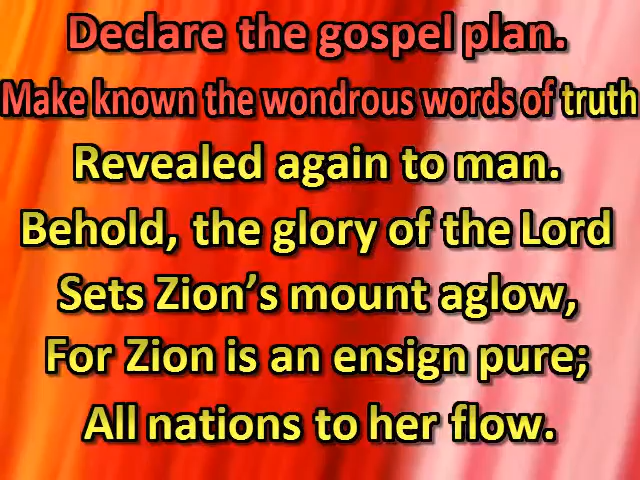 Declare the gospel plan.
Make known the wondrous words of truth
Revealed again to man.
Behold, the glory of the Lord
Sets Zion’s mount aglow,
For Zion is an ensign pure;
All nations to her flow.